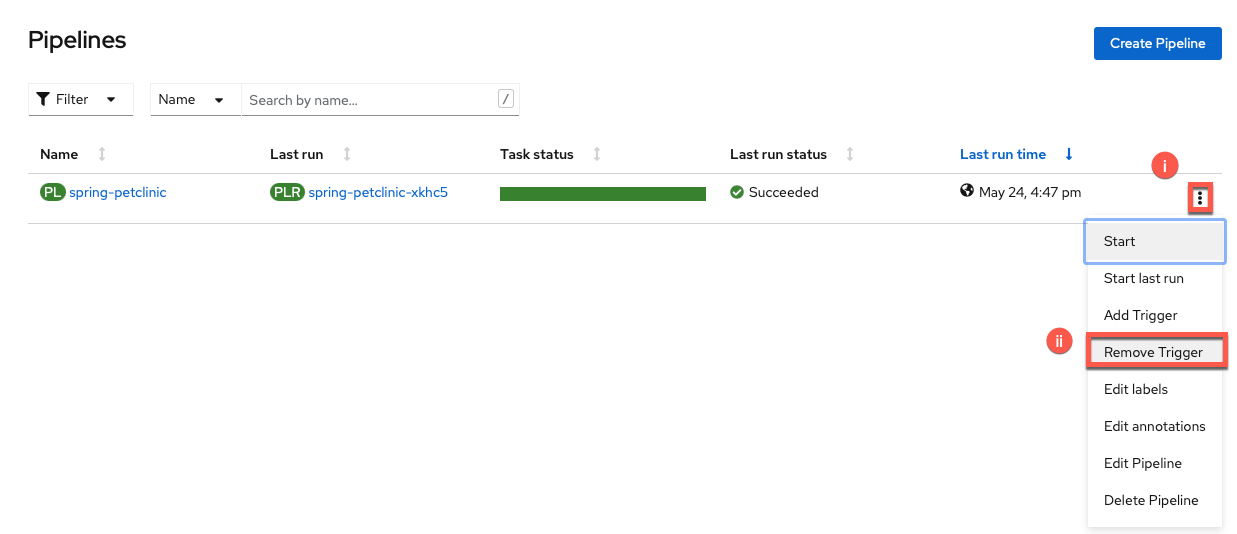 Pipelines
Create Pipeline
Filter Name Search by name... /
Name Last run Task status Last run status Last run time
i
PL spring-petclinic PLR spring-petclinic-xkhc5 Succeeded May 24, 4:47 pm
Start
Start last run
Add Trigger
ii Remove Trigger
Edit labels
Edit annotations
Edit Pipeline
Delete Pipeline